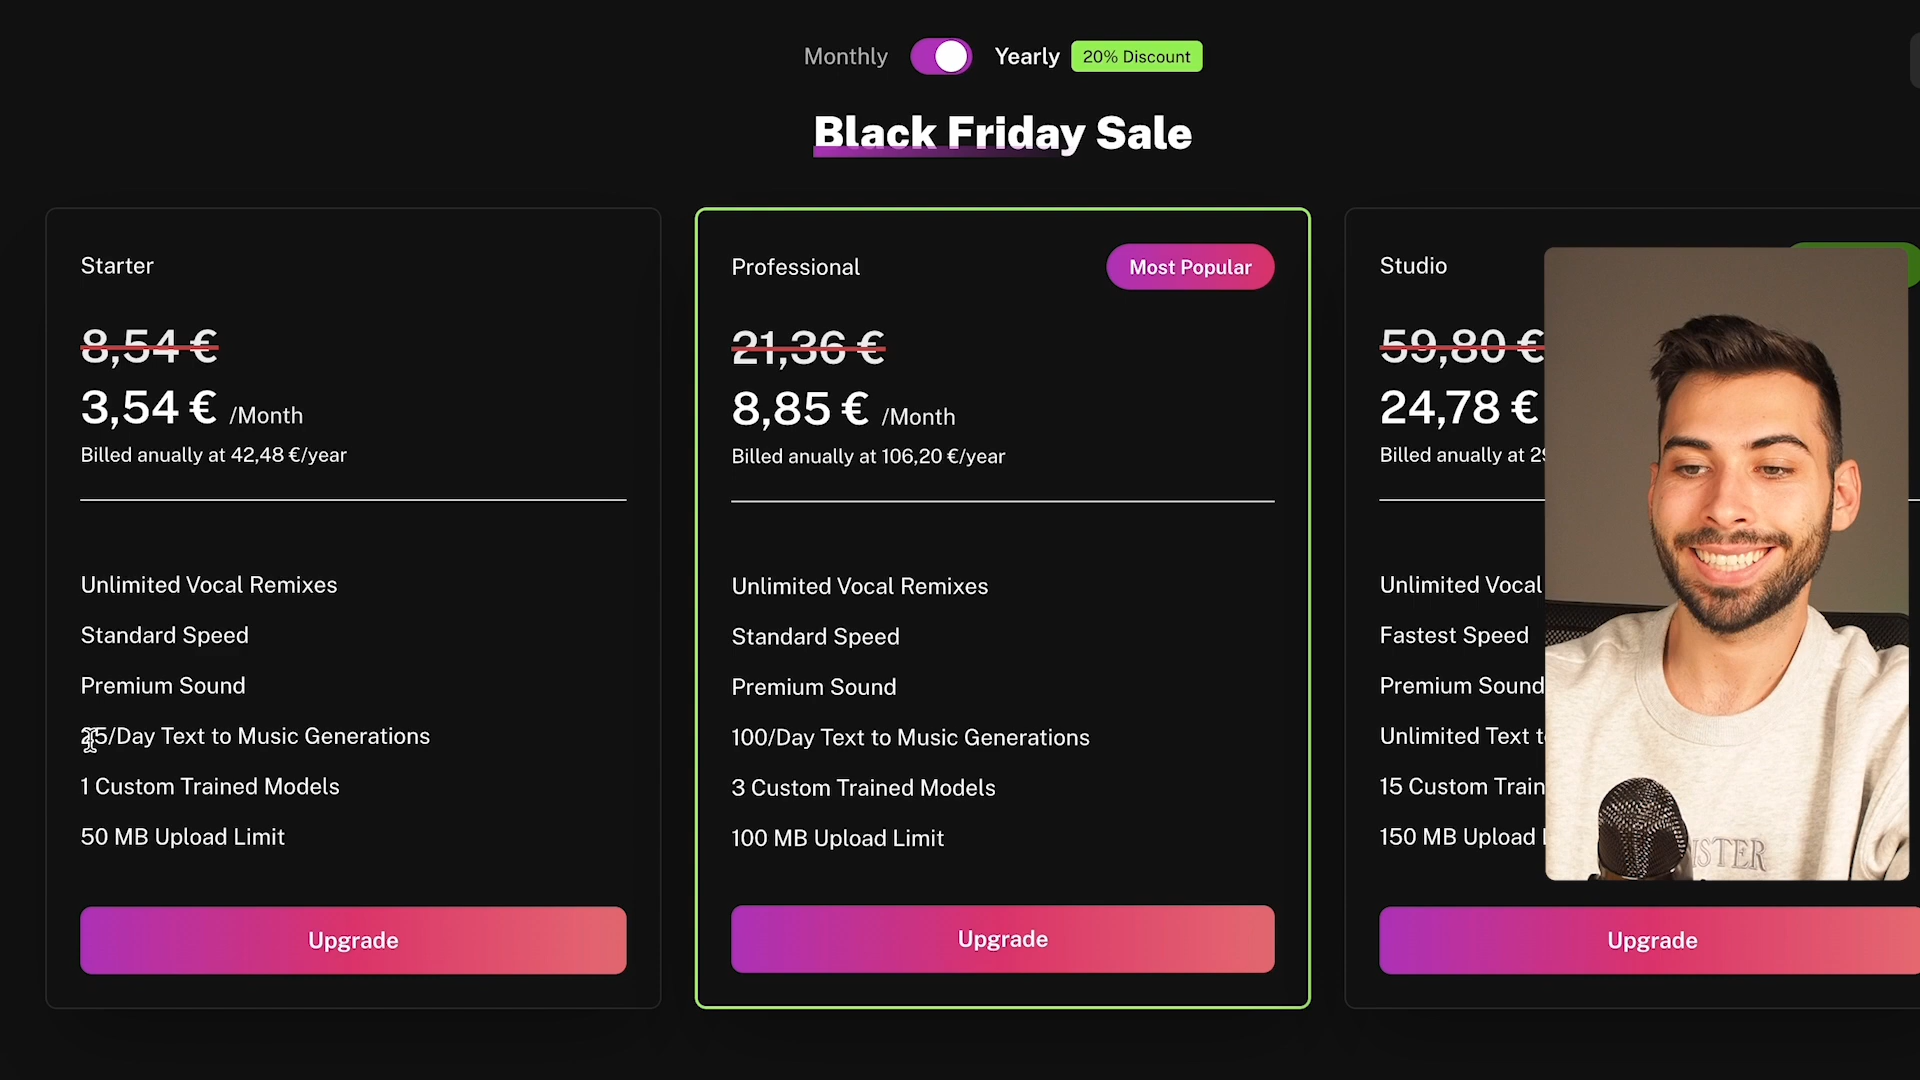 Monthly Yearly 20% Discount
Black Friday Sale
Starter
8,54 €
3,54 € /Month
Billed anually at 42,48 €/year
Unlimited Vocal Remixes
Standard Speed
Premium Sound
25/Day Text to Music Generations
1 Custom Trained Models
50 MB Upload Limit
Upgrade
Professional
Most Popular
21,36 €
8,85 € /Month
Billed anually at 106,20 €/year
Unlimited Vocal Remixes
Standard Speed
Premium Sound
100/Day Text to Music Generations
3 Custom Trained Models
100 MB Upload Limit
Upgrade
Studio
59,80 €
24,78 €
Billed anually at
Unlimited Vocal
Fastest Speed
Premium Sound
Unlimited Text
15 Custom
150 MB Upload
Upgrade